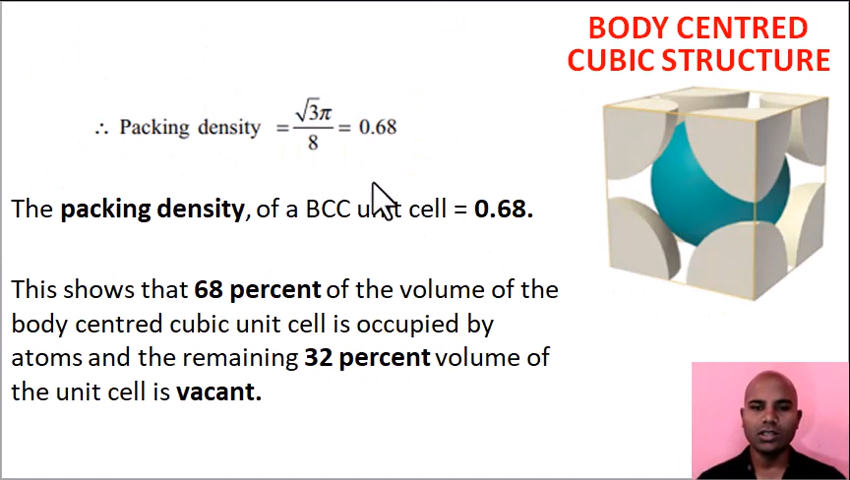 BODY CENTRED
CUBIC STRUCTURE
∴ Packing density = √3π/8 = 0.68
The packing density, of a BCC unit cell = 0.68.
This shows that 68 percent of the volume of the
body centred cubic unit cell is occupied by
atoms and the remaining 32 percent volume of
the unit cell is vacant.